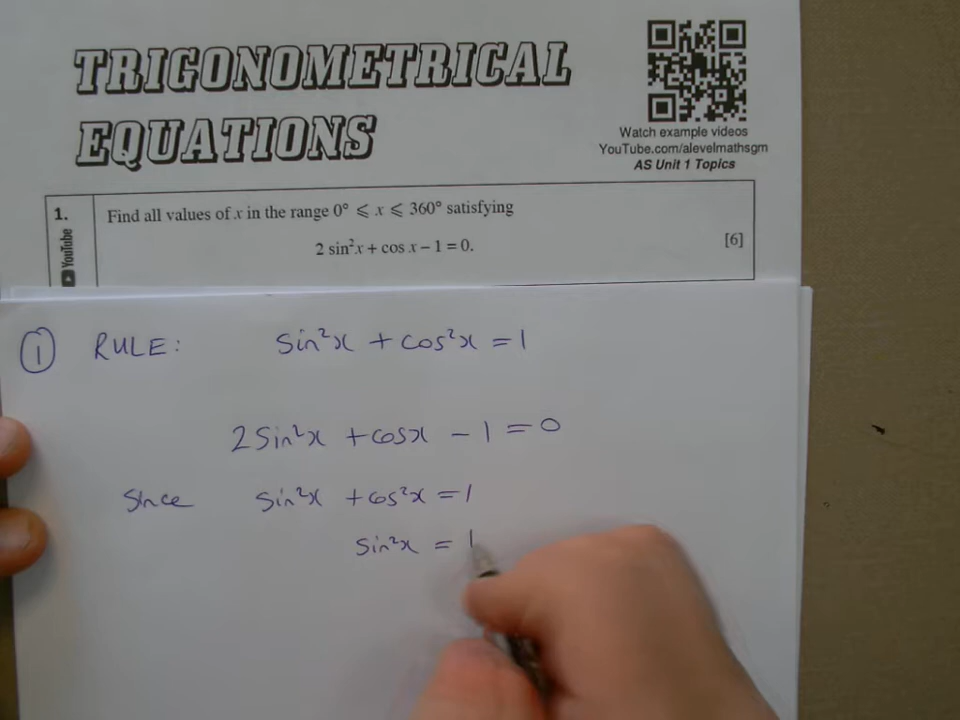 TRIGONOMETRICAL
EQUATIONS
Watch example videos
YouTube.com/alevelmathsgm
AS Unit 1 Topics
1.
YouTube
Find all values of x in the range 0° ⩽ x ⩽ 360° satisfying
2 sin²x + cos x – 1 = 0.
[6]
1 RULE: sin²x + cos²x = 1
2sin²x + cosx – 1 = 0
Since sin²x + cos²x = 1
sin²x = 1